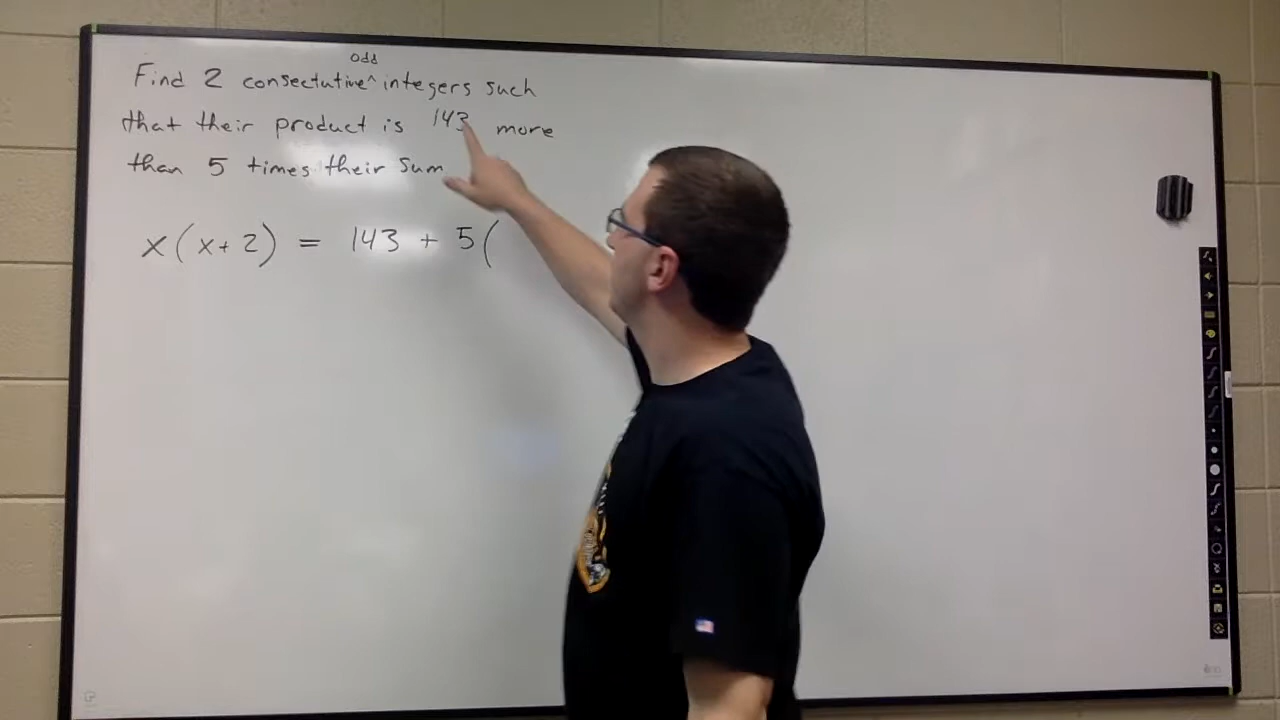 odd
Find 2 consectutive^ integers such
that their product is 143 more
than 5 times their sum
x(x+2) = 143 + 5(